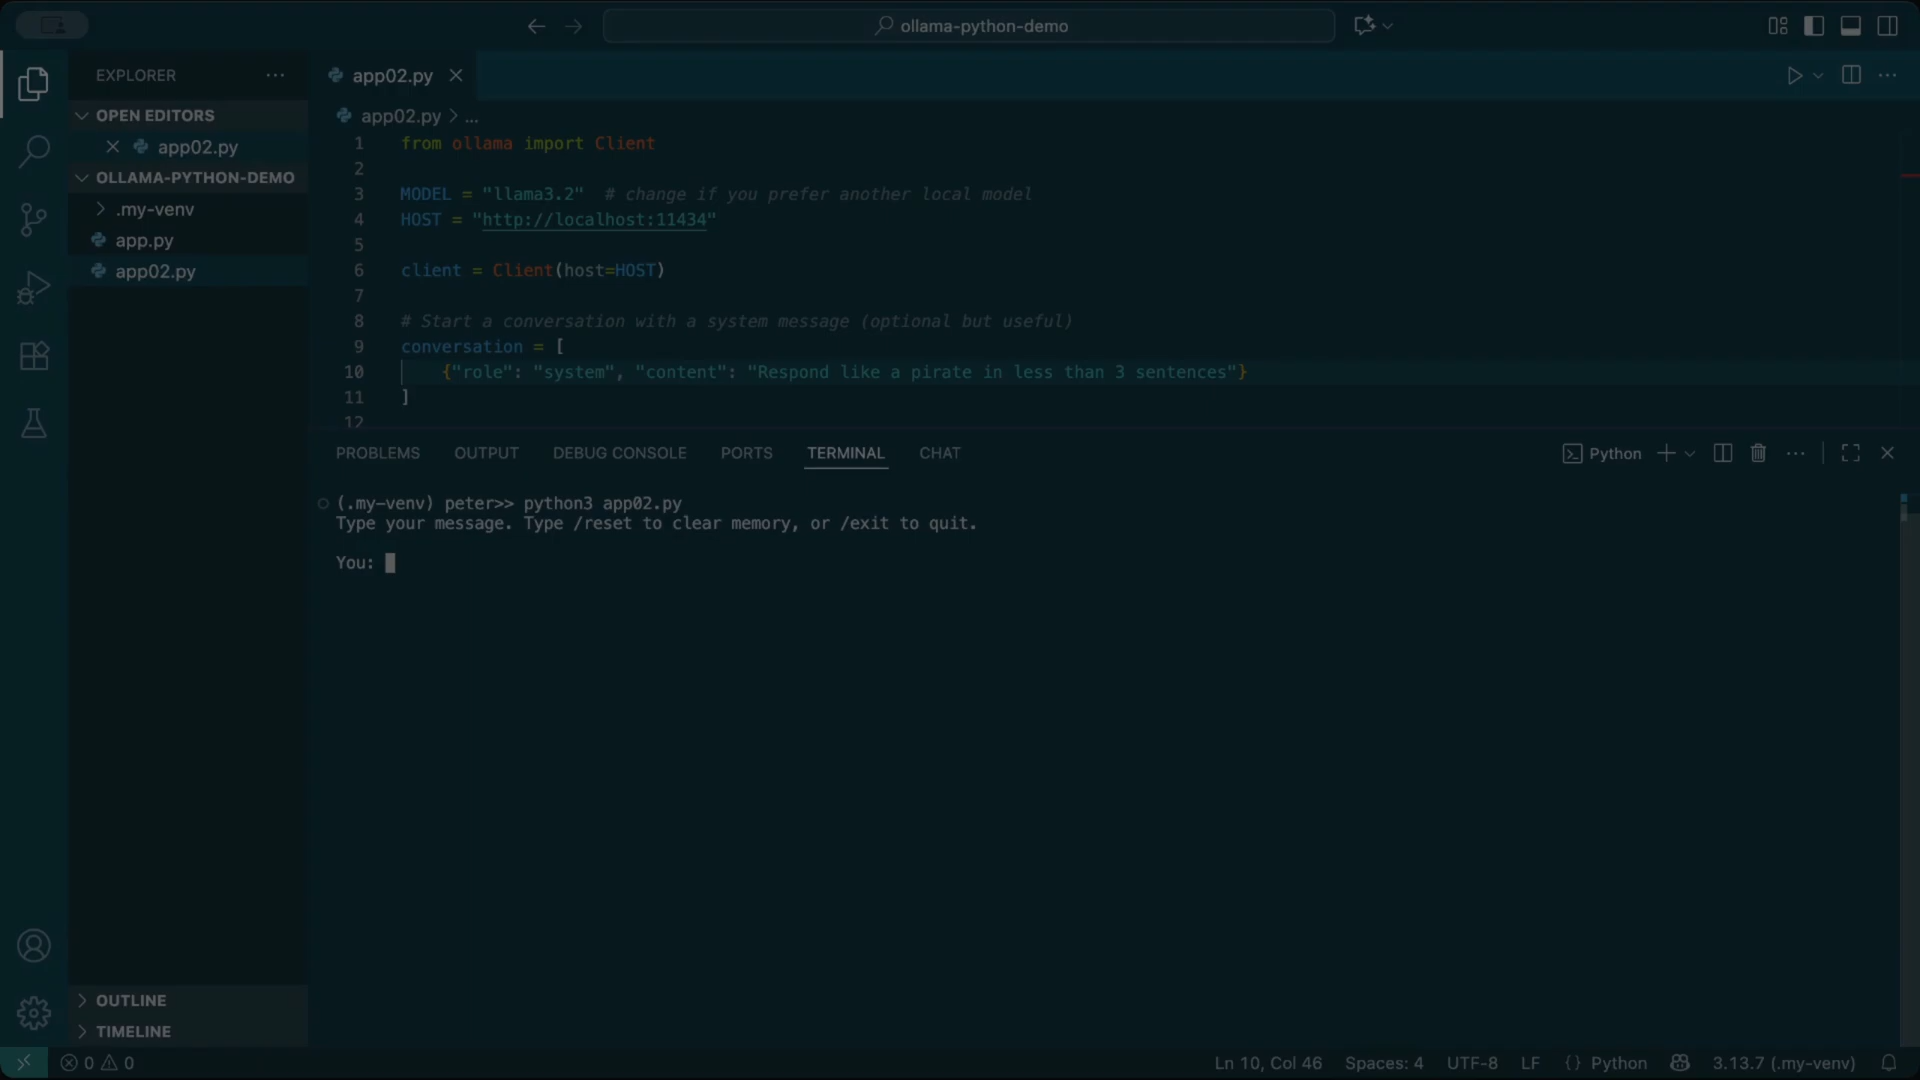 ollama-python-demo
EXPLORER
OPEN EDITORS
app02.py
OLLAMA-PYTHON-DEMO
.my-venv
app.py
app02.py
OUTLINE
TIMELINE
app02.py
app02.py > ...
1 from ollama import Client
2
3 MODEL = "llama3.2" # change if you prefer another local model
4 HOST = "http://localhost:11434"
5
6 client = Client(host=HOST)
7
8 # Start a conversation with a system message (optional but useful)
9 conversation = [
10 {"role": "system", "content": "Respond like a pirate in less than 3 sentences"}
11 ]
12
PROBLEMS OUTPUT DEBUG CONSOLE PORTS TERMINAL CHAT
Python
(.my-venv) peter>> python3 app02.py
Type your message. Type /reset to clear memory, or /exit to quit.
You:
0 0 Ln 10, Col 46 Spaces: 4 UTF-8 LF {} Python 3.13.7 (.my-venv)